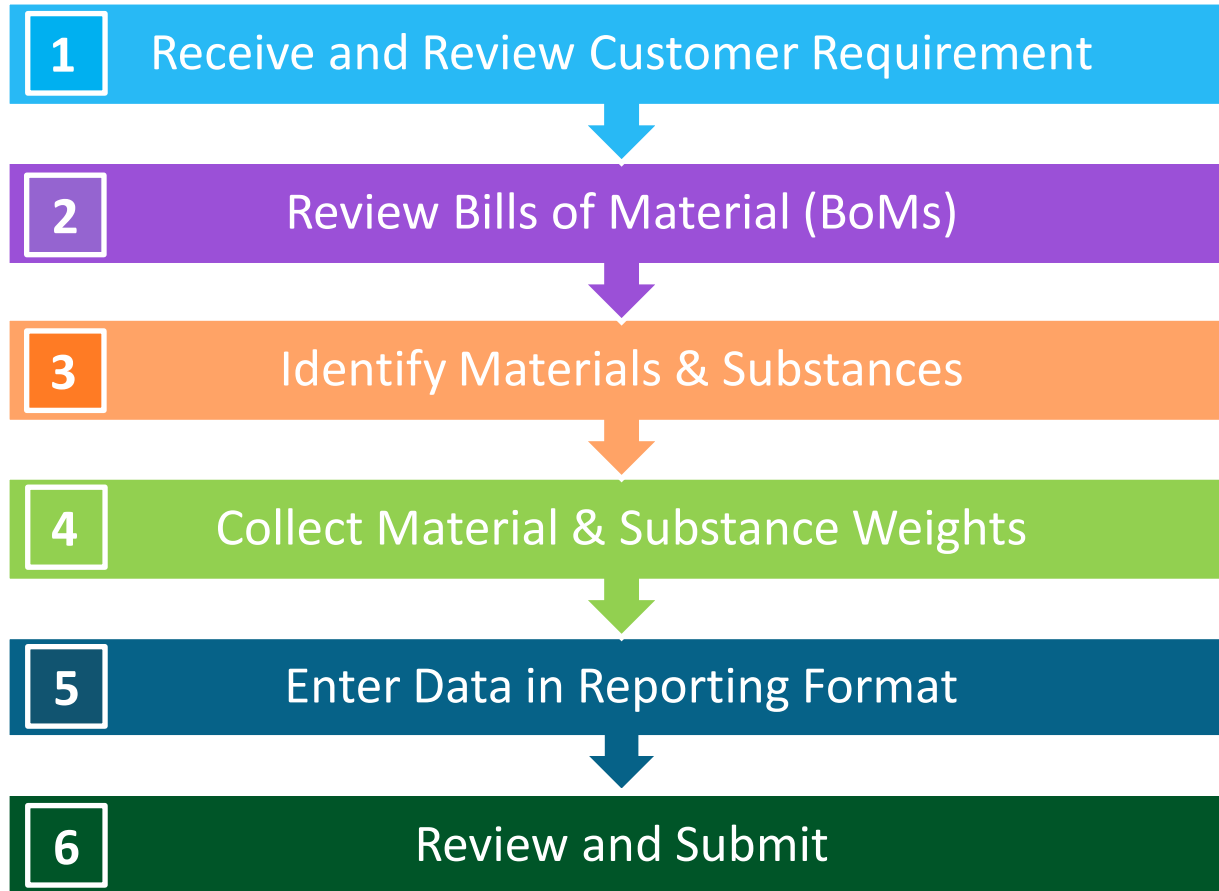 1 Receive and Review Customer Requirement
2 Review Bills of Material (BoMs)
3 Identify Materials & Substances
4 Collect Material & Substance Weights
5 Enter Data in Reporting Format
6 Review and Submit